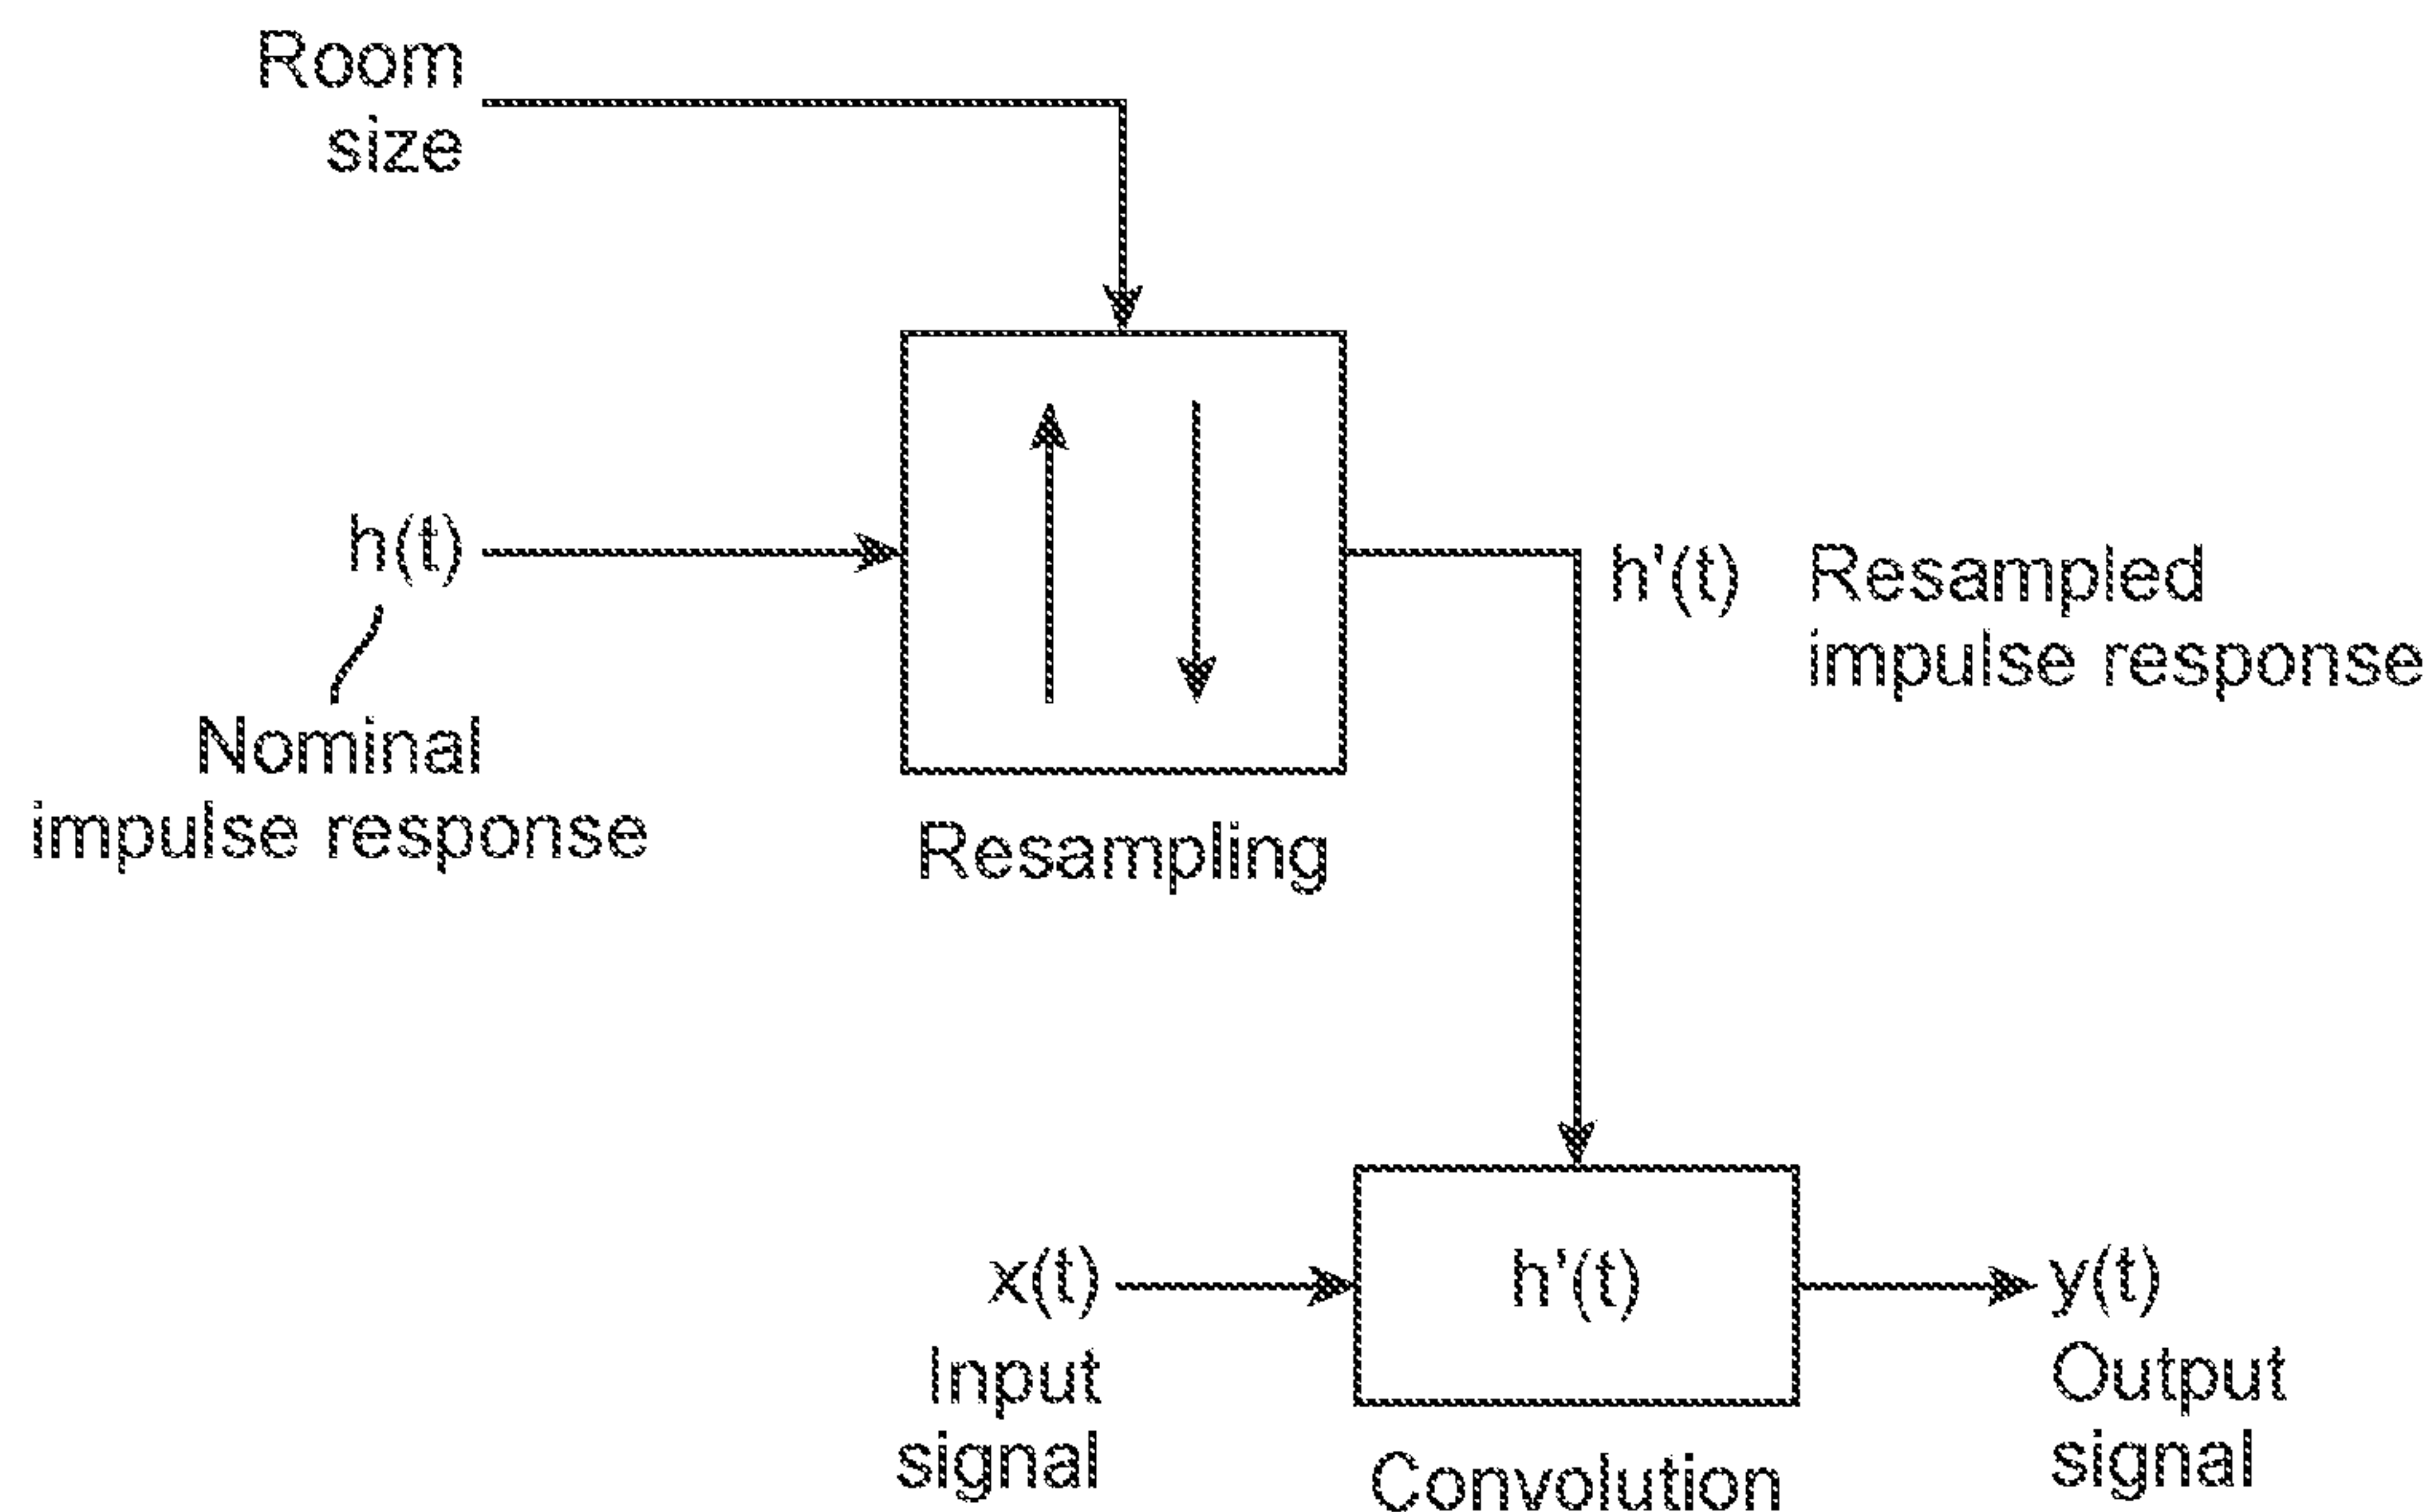 Room
size
h(t)
Nominal
impulse response
Resampling
h'(t) Resampled
impulse response
x(t)
Input
signal
h'(t)
Convolution
y(t)
Output
signal